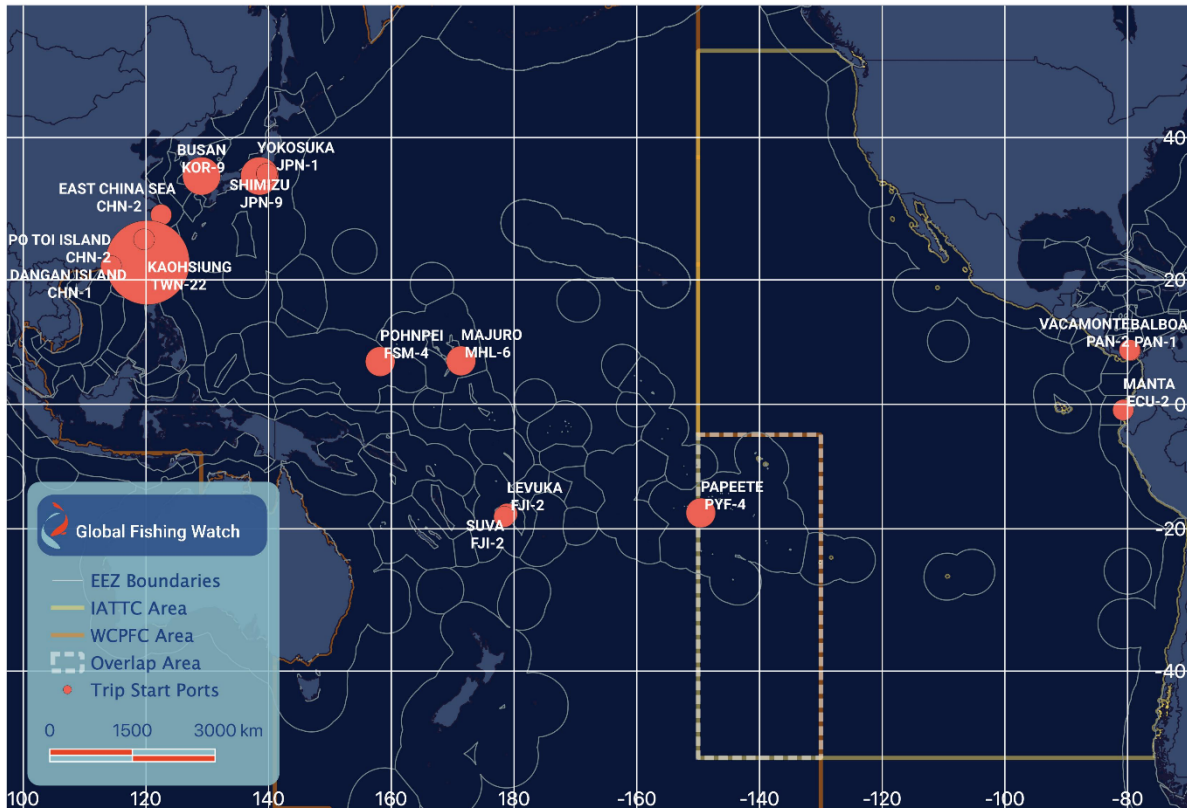 BUSAN
KOR-9
YOKOSUKA
JPN-1
SHIMIZU
JPN-9
EAST CHINA SEA
CHN-2
PO TOI ISLAND
CHN-2
DANGAN ISLAND
CHN-1
KAOHSIUNG
TWN-22
POHNPEI
FSM-4
MAJURO
MHL-6
VACAMONTE
PAN-2
BALBOA
PAN-1
MANTA
ECU-2
LEVUKA
FJI-2
SUVA
FJI-2
PAPEETE
PYF-4
40
20
0
-20
-40
Global Fishing Watch
EEZ Boundaries
IATTC Area
WCPFC Area
Overlap Area
Trip Start Ports
0 1500 3000 km
100 120 140 160 180 -160 -140 -120 -100 -80